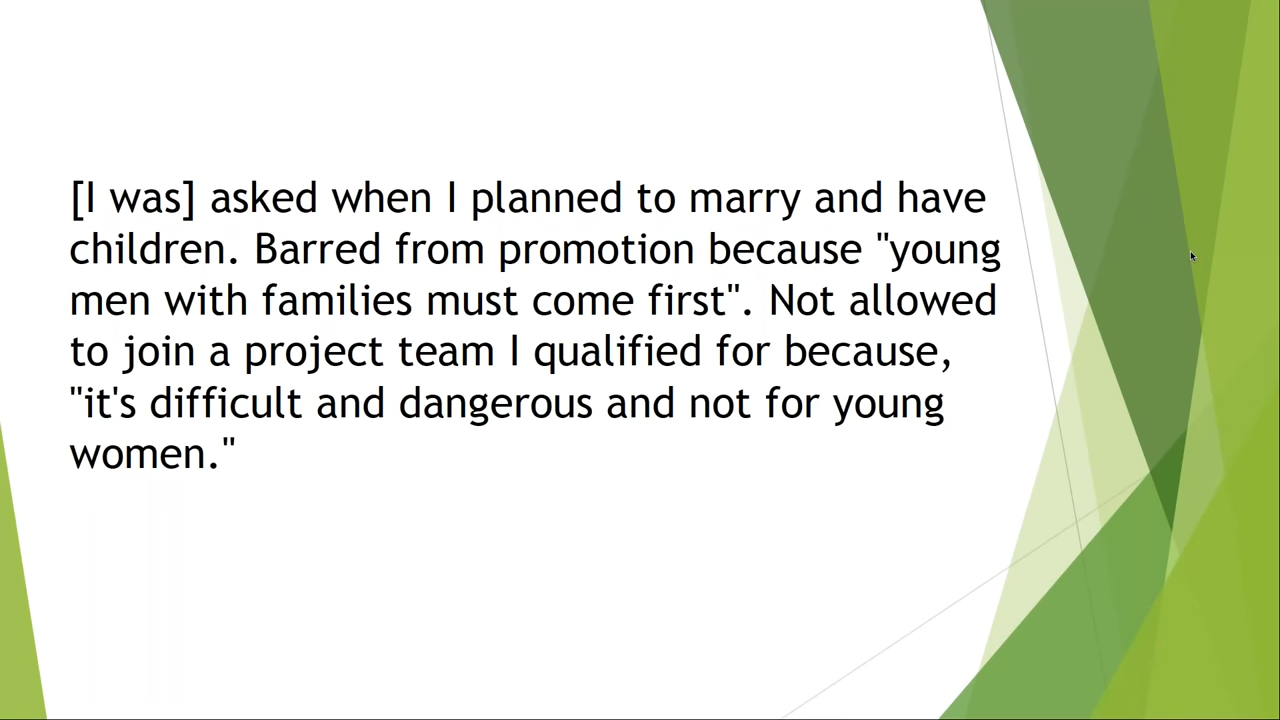 [I was] asked when I planned to marry and have
children. Barred from promotion because "young
men with families must come first". Not allowed
to join a project team I qualified for because,
"it's difficult and dangerous and not for young
women."